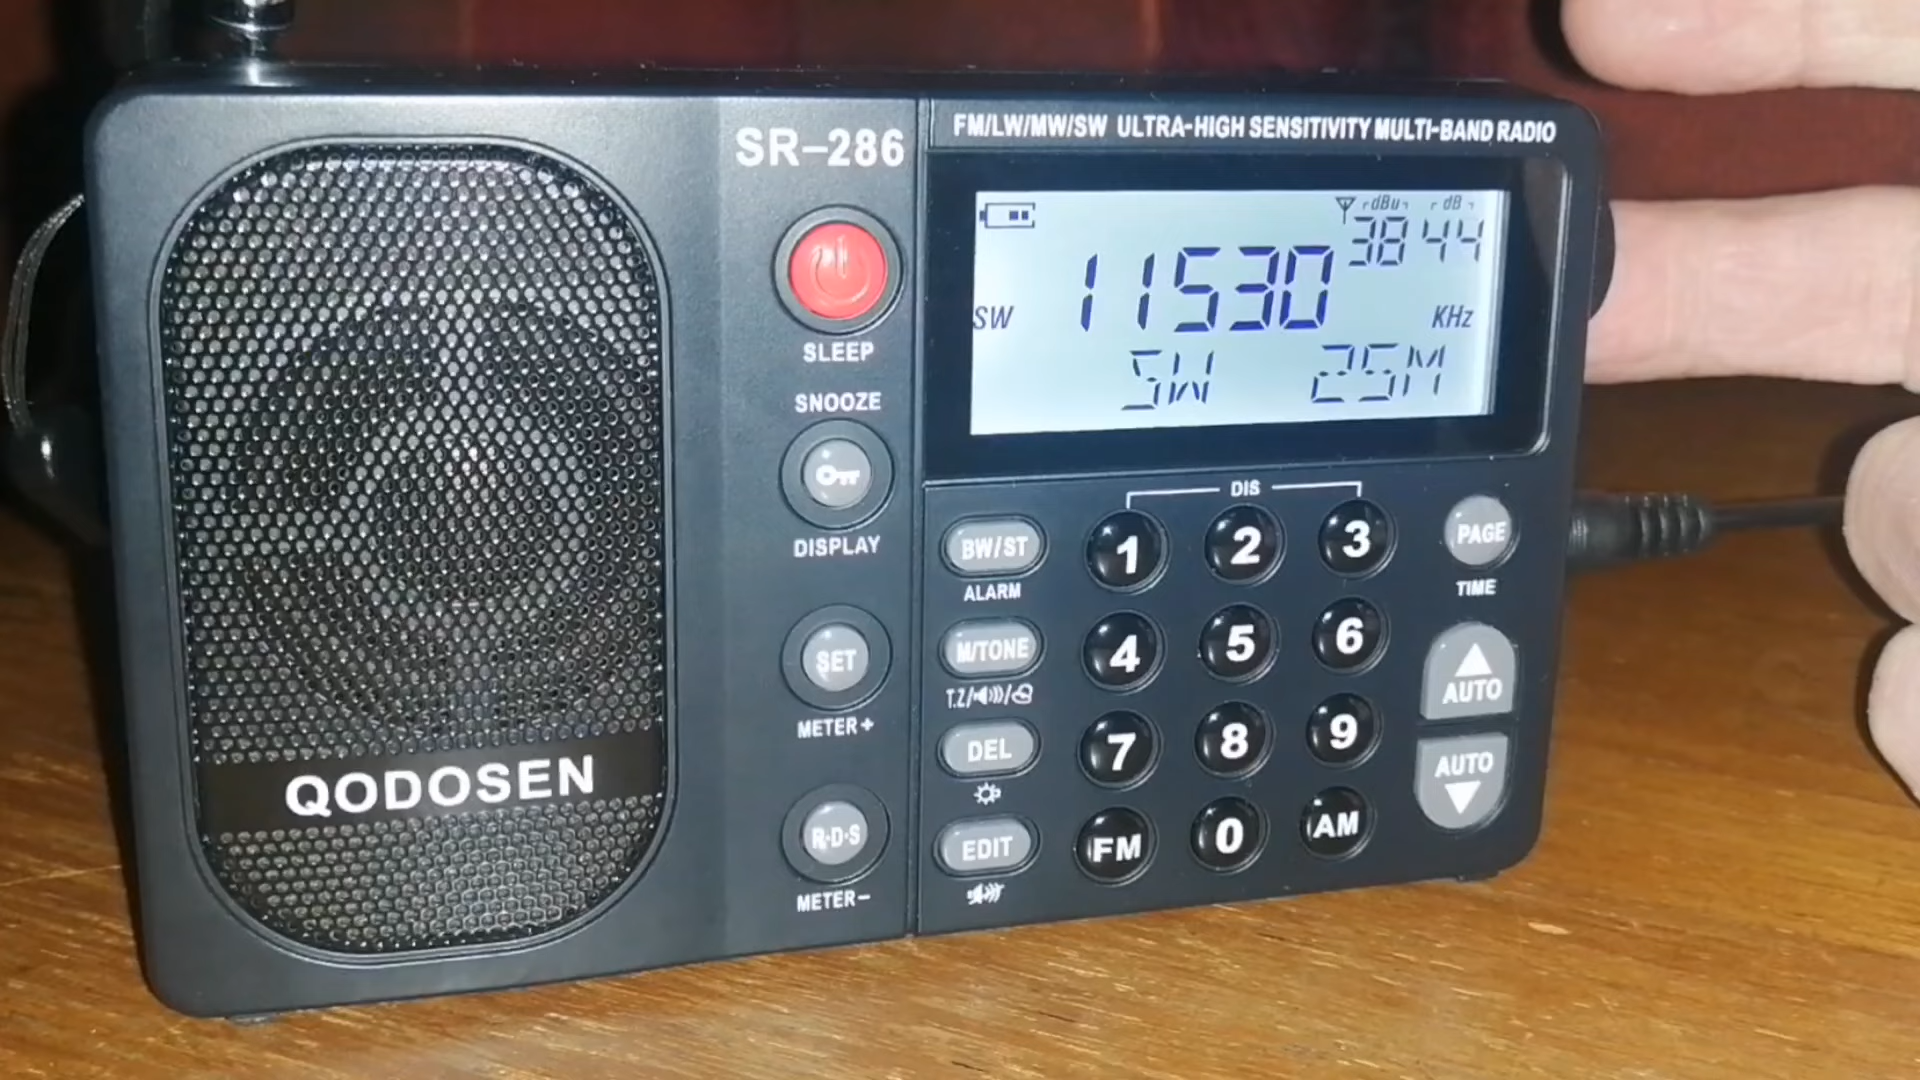 SR-286
FM/LW/MW/SW ULTRA-HIGH SENSITIVITY MULTI-BAND RADIO
dBu dB
38 44
SW 11530 KHz
SW 25M
SLEEP
SNOOZE
DISPLAY
SET
METER+
R·D·S
METER-
QODOSEN
DIS
BW/ST 1 2 3 PAGE
ALARM TIME
M/TONE 4 5 6 AUTO
T.Z/
DEL 7 8 9 AUTO
EDIT FM 0 AM